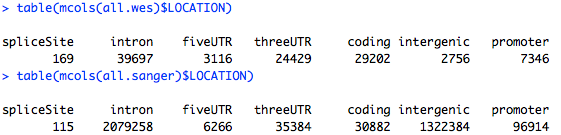 > table(mcols(all.wes)$LOCATION)
spliceSite intron fiveUTR threeUTR coding intergenic promoter
169 39697 3116 24429 29202 2756 7346
> table(mcols(all.sanger)$LOCATION)
spliceSite intron fiveUTR threeUTR coding intergenic promoter
115 2079258 6266 35384 30882 1322384 96914